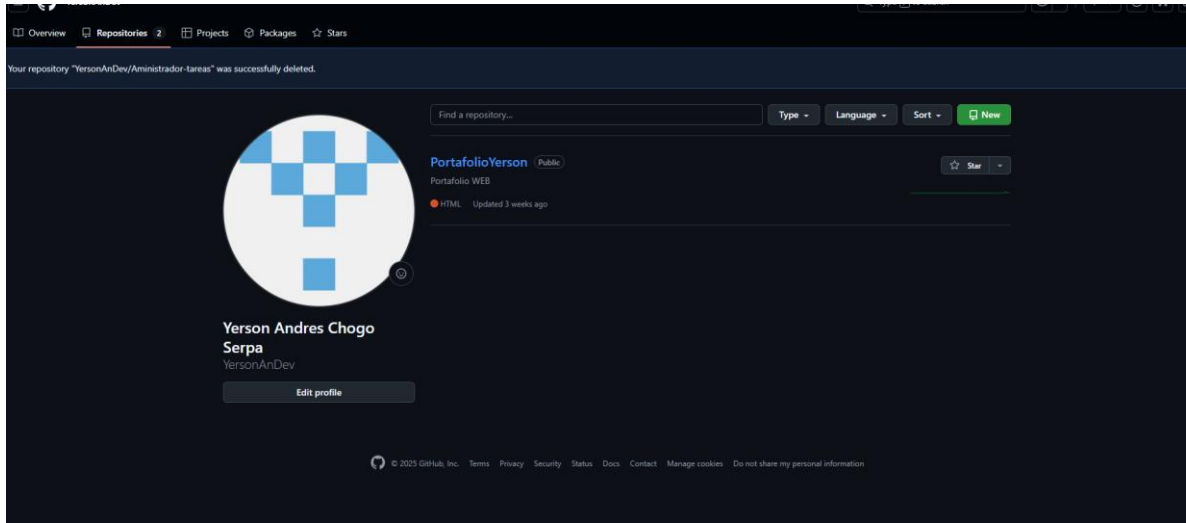 Overview Repositories 2 Projects Packages Stars
Your repository "YersonAnDev/Aministrador-tareas" was successfully deleted.
Find a repository... Type Language Sort New
PortafolioYerson Public
Star
Portafolio WEB
HTML Updated 3 weeks ago
Yerson Andres Chogo
Serpa
YersonAnDev
Edit profile
© 2025 GitHub, Inc. Terms Privacy Security Status Docs Contact Manage cookies Do not share my personal information